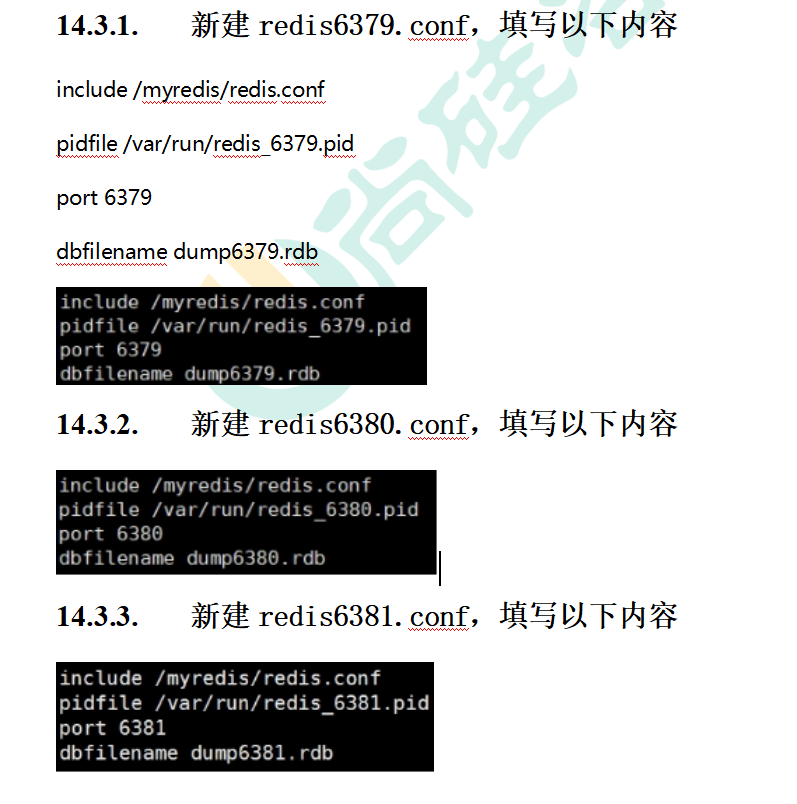 14.3.1. 新建 redis6379.conf，填写以下内容
include /myredis/redis.conf
pidfile /var/run/redis_6379.pid
port 6379
dbfilename dump6379.rdb
include /myredis/redis.conf
pidfile /var/run/redis_6379.pid
port 6379
dbfilename dump6379.rdb
14.3.2. 新建 redis6380.conf，填写以下内容
include /myredis/redis.conf
pidfile /var/run/redis_6380.pid
port 6380
dbfilename dump6380.rdb
14.3.3. 新建 redis6381.conf，填写以下内容
include /myredis/redis.conf
pidfile /var/run/redis_6381.pid
port 6381
dbfilename dump6381.rdb
尚硅